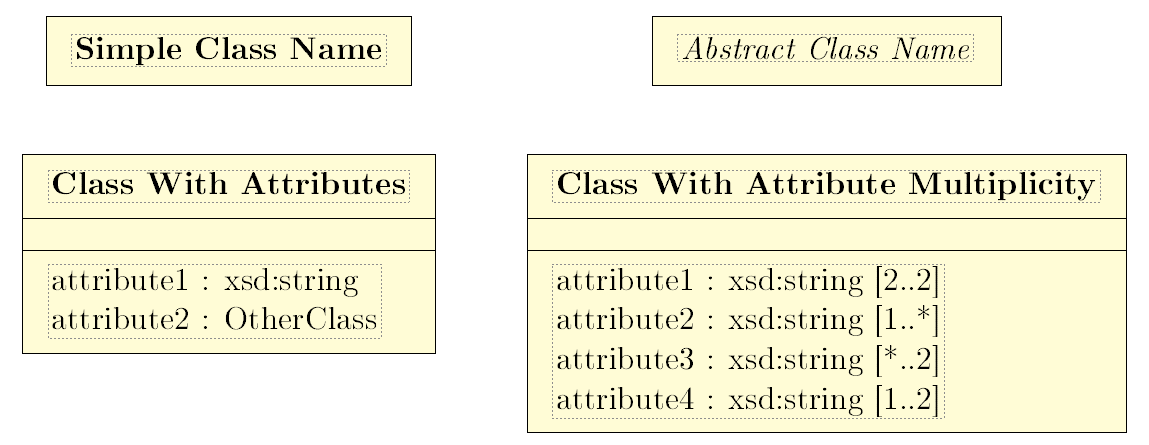 Simple Class Name
Abstract Class Name
Class With Attributes
attribute1 : xsd:string
attribute2 : OtherClass
Class With Attribute Multiplicity
attribute1 : xsd:string [2..2]
attribute2 : xsd:string [1..*]
attribute3 : xsd:string [*..2]
attribute4 : xsd:string [1..2]